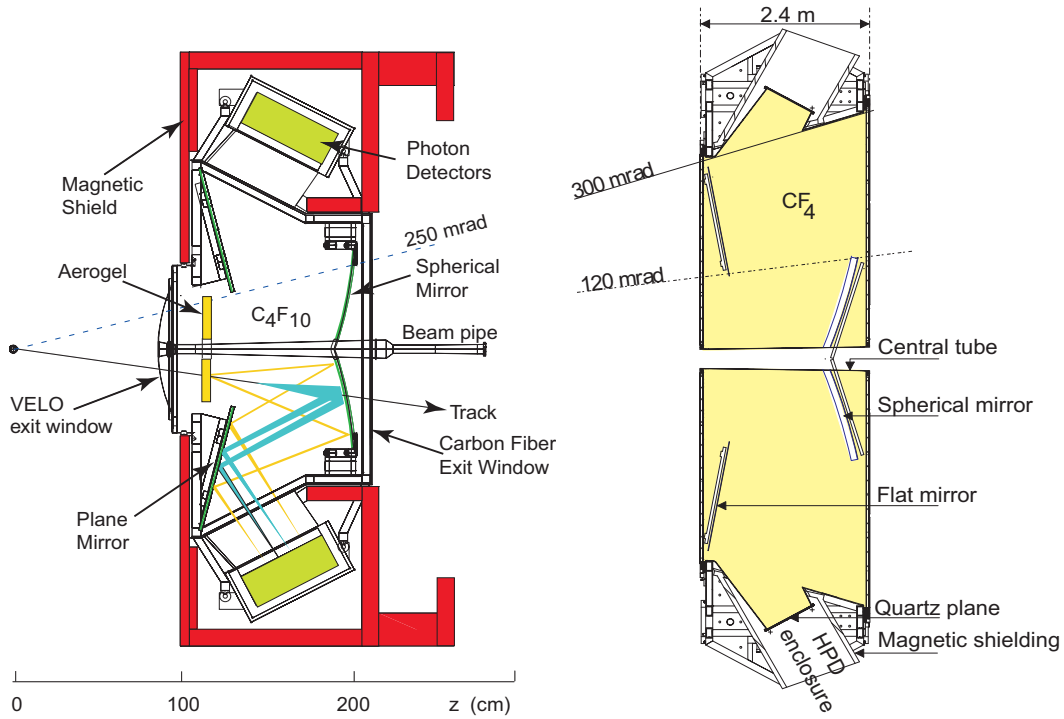 Photon
Detectors
Magnetic
Shield
250 mrad
Aerogel
Spherical
Mirror
C4F10
Beam pipe
VELO
exit window
Track
Carbon Fiber
Exit Window
Plane
Mirror
0
100
200
z (cm)
2.4 m
300 mrad
CF4
120 mrad
Central tube
Spherical mirror
Flat mirror
Quartz plane
Magnetic shielding
HPD
enclosure